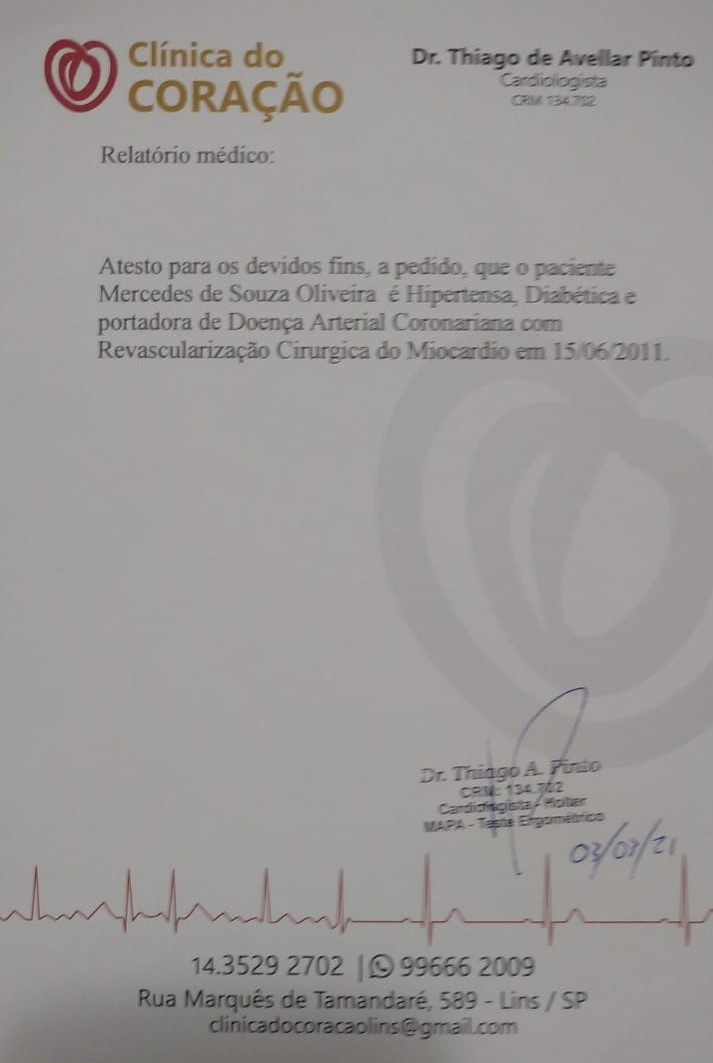 Clínica do
CORAÇÃO
Dr. Thiago de Avellar Pinto
Cardiologista
CRM 134.702
Relatório médico:
Atesto para os devidos fins, a pedido, que o paciente
Mercedes de Souza Oliveira é Hipertensa, Diabética e
portadora de Doença Arterial Coronariana com
Revascularização Cirurgica do Miocardio em 15/06/2011.
Dr. Thiago A. Pinto
CRM: 134.702
Cardiologista - Holter
MAPA - Teste Ergométrico
03/03/21
14.3529 2702 | 99666 2009
Rua Marquês de Tamandaré, 589 - Lins / SP
clinicadocoracaolins@gmail.com